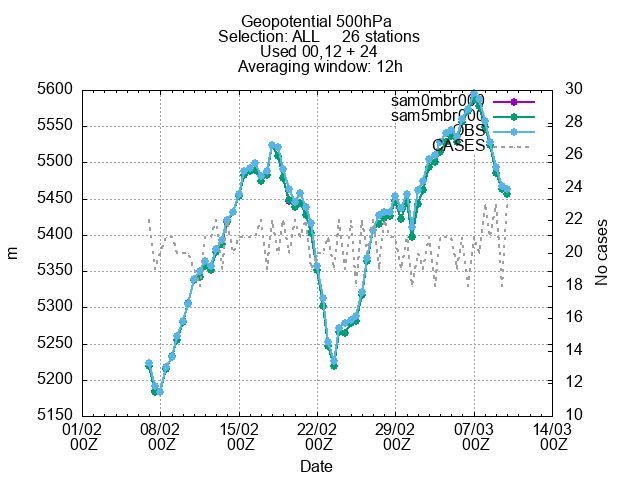 Geopotential 500hPa
Selection: ALL 26 stations
Used 00,12 + 24
Averaging window: 12h
5600
5550
5500
5450
5400
5350
5300
5250
5200
5150
m
30
28
26
24
22
20
18
16
14
12
10
No cases
sam0mbr000
sam5mbr000
OBS
CASES
01/02 08/02 15/02 22/02 29/02 07/03 14/03
00Z 00Z 00Z 00Z 00Z 00Z 00Z
Date